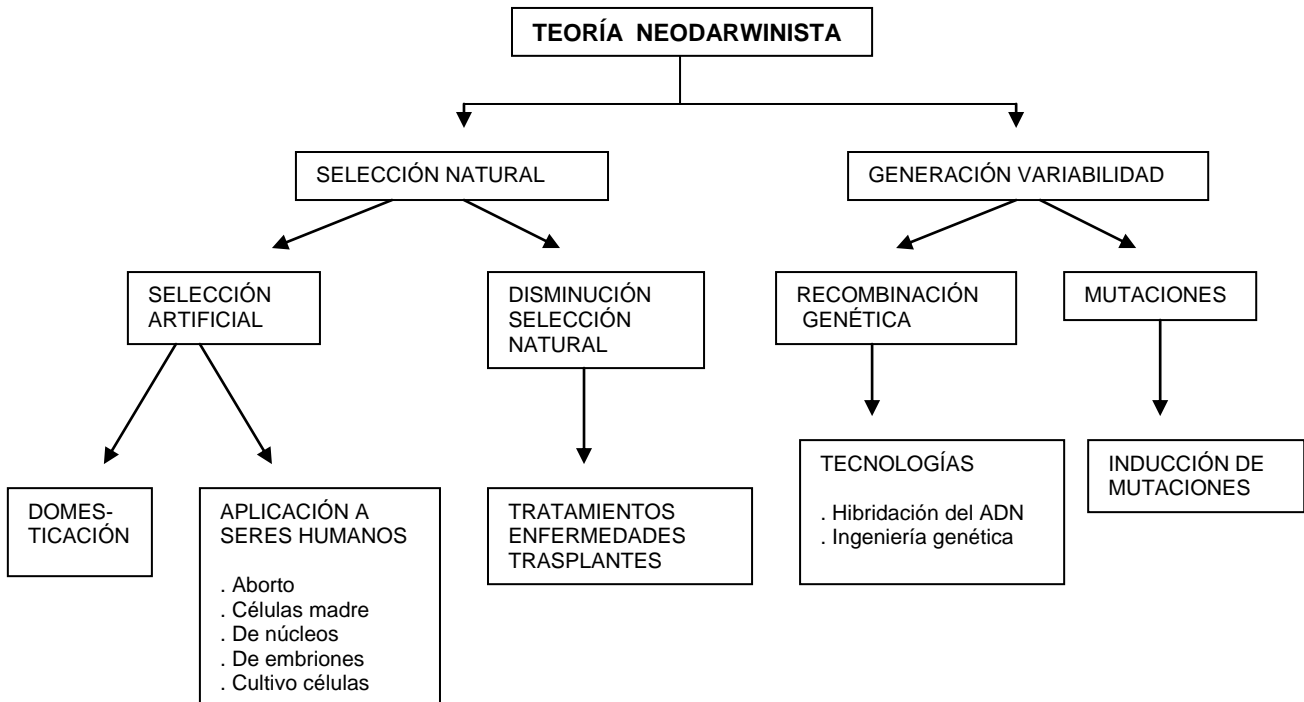 TEORÍA NEODARWINISTA
SELECCIÓN NATURAL
GENERACIÓN VARIABILIDAD
SELECCIÓN
ARTIFICIAL
DISMINUCIÓN
SELECCIÓN
NATURAL
RECOMBINACIÓN
GENÉTICA
MUTACIONES
DOMES-
TICACIÓN
APLICACIÓN A
SERES HUMANOS
. Aborto
. Células madre
. De núcleos
. De embriones
. Cultivo células
TRATAMIENTOS
ENFERMEDADES
TRASPLANTES
TECNOLOGÍAS
. Hibridación del ADN
. Ingeniería genética
INDUCCIÓN DE
MUTACIONES